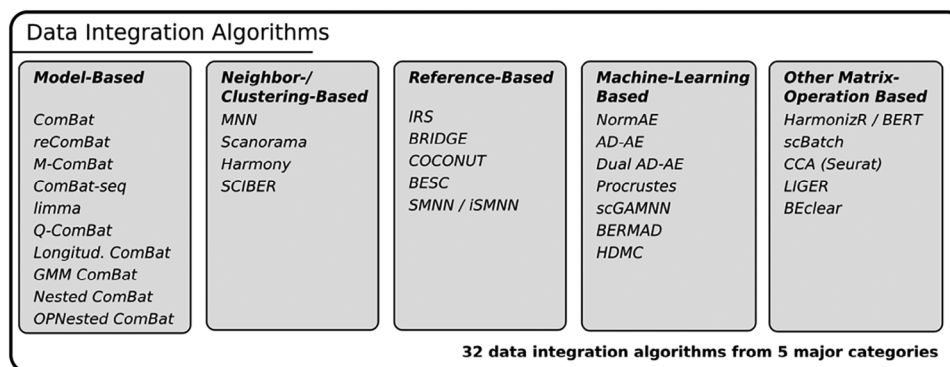 Data Integration Algorithms
Model-Based
ComBat
reComBat
M-ComBat
ComBat-seq
limma
Q-ComBat
Longitud. ComBat
GMM ComBat
Nested ComBat
OPNested ComBat
Neighbor-/
Clustering-Based
MNN
Scanorama
Harmony
SCIBER
Reference-Based
IRS
BRIDGE
COCONUT
BESC
SMNN / iSMNN
Machine-Learning
Based
NormAE
AD-AE
Dual AD-AE
Procrustes
scGAMNN
BERMAD
HDMC
Other Matrix-
Operation Based
HarmonizR / BERT
scBatch
CCA (Seurat)
LIGER
BEclear
32 data integration algorithms from 5 major categories